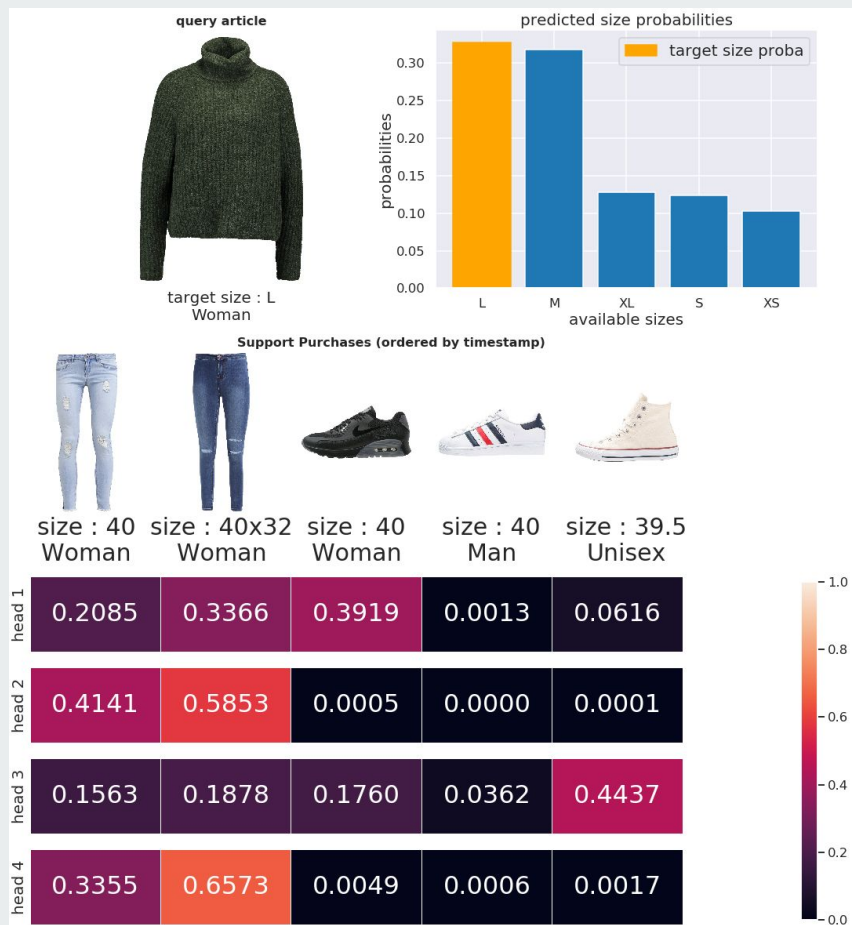 query article
target size : L
Woman
predicted size probabilities
target size proba
probabilities
0.30
0.25
0.20
0.15
0.10
0.05
0.00
L M XL S XS
available sizes
Support Purchases (ordered by timestamp)
size : 40 size : 40x32 size : 40 size : 40 size : 39.5
Woman Woman Woman Man Unisex
head 1 0.2085 0.3366 0.3919 0.0013 0.0616
head 2 0.4141 0.5853 0.0005 0.0000 0.0001
head 3 0.1563 0.1878 0.1760 0.0362 0.4437
head 4 0.3355 0.6573 0.0049 0.0006 0.0017
1.0
0.8
0.6
0.4
0.2
0.0